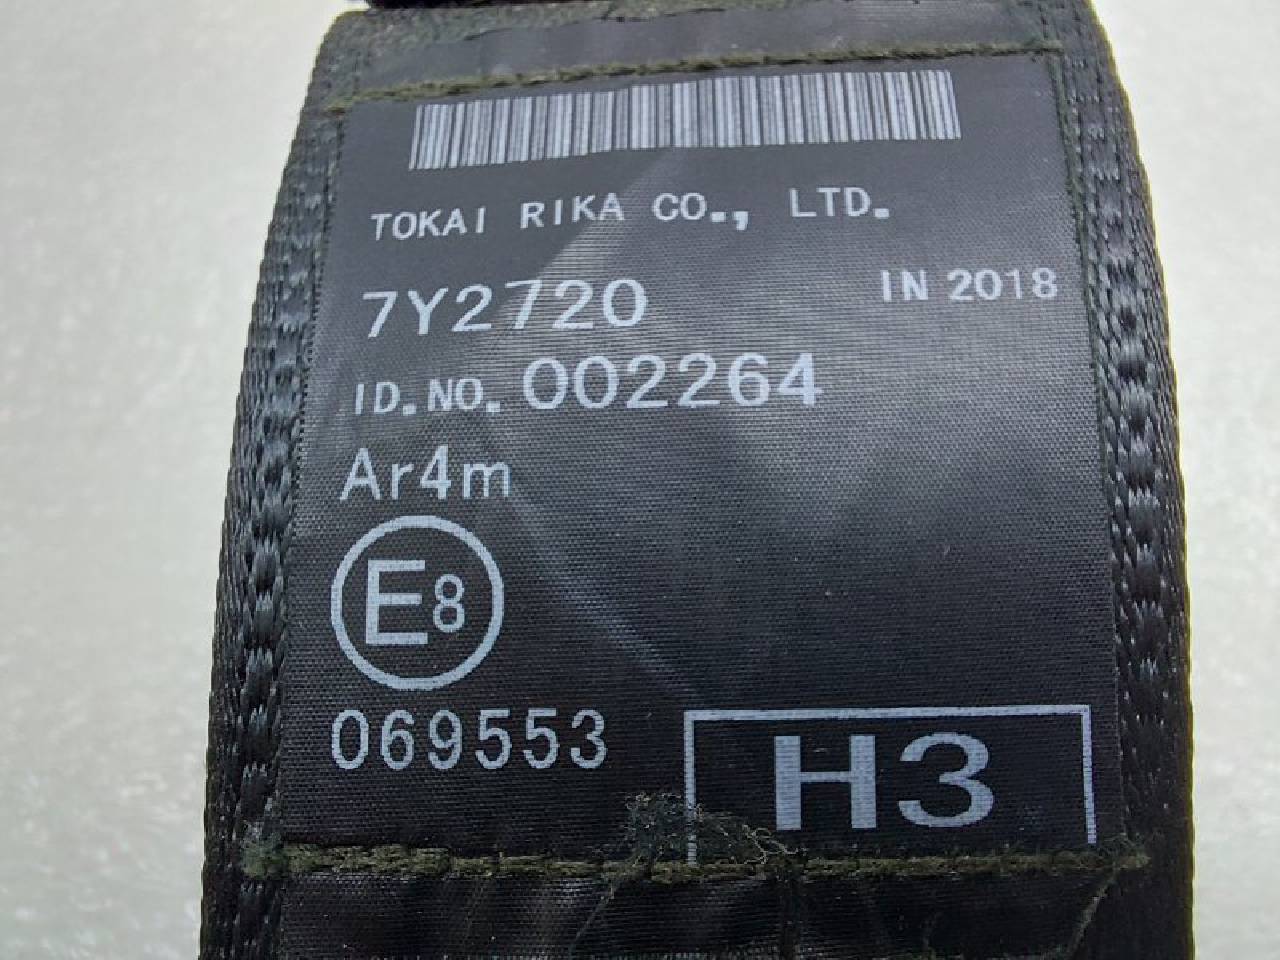 TOKAI RIKA CO., LTD.
7Y2720 IN 2018
ID.NO. 002264
Ar4m
E8
069553
H3